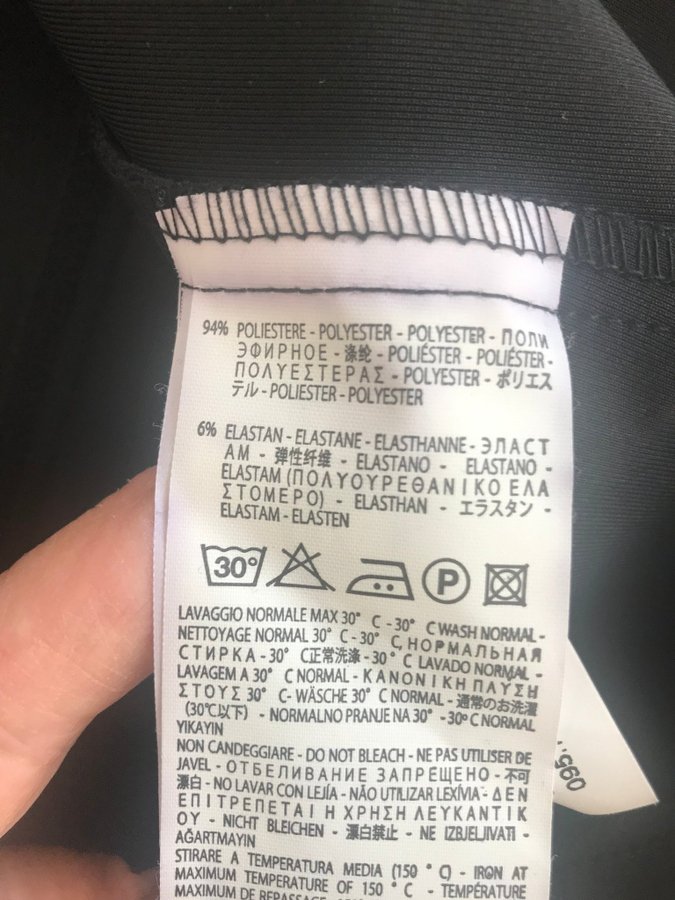 94% POLIESTERE - POLYESTER - POLYESTER - ПОЛИ
ЭФИРНОЕ - 涤纶 - POLIÉSTER - POLIÉSTER -
ΠΟΛΥΕΣΤΕΡΑΣ - POLYESTER - ポリエス
テル - POLIESTER - POLYESTER
6% ELASTAN - ELASTANE - ELASTHANNE - ЭЛАСТ
АМ - 弹性纤维 - ELASTANO - ELASTANO -
ELASTAM (ΠΟΛΥΟΥΡΕΘΑΝΙΚΟ ΕΛΑ
ΣΤΟΜΕΡΟ) - ELASTHAN - エラスタン -
ELASTAM - ELASTEN
30° P
LAVAGGIO NORMALE MAX 30° C - 30° C WASH NORMAL -
NETTOYAGE NORMAL 30° C - 30° C НОРМАЛЬНАЯ
СТИРКА - 30° C正常洗涤 - 30° C LAVADO NORMAL -
LAVAGEM A 30° C NORMAL - ΚΑΝΟΝΙΚΗ ΠΛΥΣΗ
ΣΤΟΥΣ 30° C- WÄSCHE 30° C NORMAL - 通常のお洗濯
(30℃以下) - NORMALNO PRANJE NA 30° - 30° C NORMAL
YIKAYIN
NON CANDEGGIARE - DO NOT BLEACH - NE PAS UTILISER DE
JAVEL - ОТБЕЛИВАНИЕ ЗАПРЕЩЕНО - 不可
漂白 - NO LAVAR CON LEJÍA - NÃO UTILIZAR LEXÍVIA - ΔΕΝ
ΕΠΙΤΡΕΠΕΤΑΙ Η ΧΡΗΣΗ ΛΕΥΚΑΝΤΙΚ
ΟΥ - NICHT BLEICHEN - 漂白禁止 - NE IZBJELJIVATI -
AĞARTMAYIN
STIRARE A TEMPERATURA MEDIA (150 ° C) - IRON AT
MAXIMUM TEMPERATURE OF 150 ° C - TEMPÉRATURE
MAXIMUM DE REPASSAGE
095